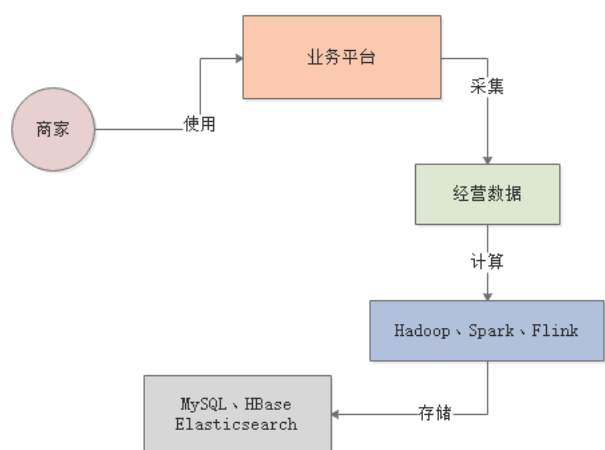 业务平台
采集
商家
使用
经营数据
计算
Hadoop、Spark、Flink
MySQL、HBase
Elasticsearch
存储